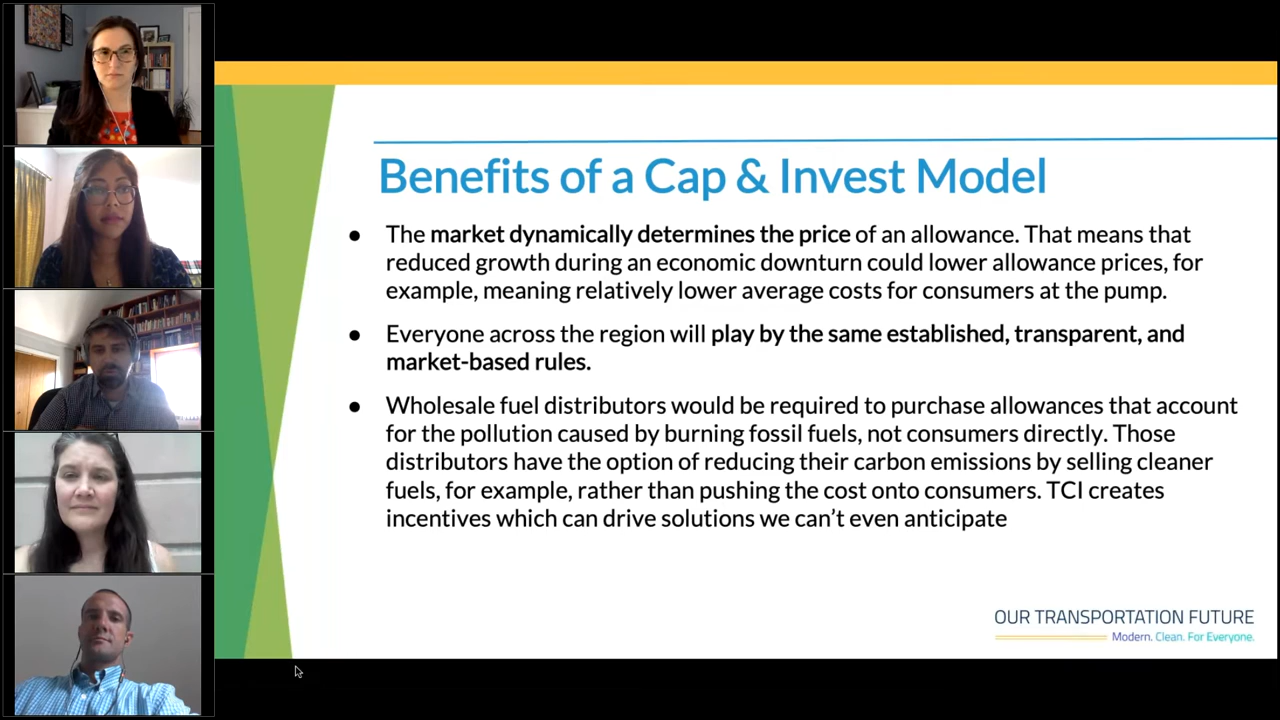 Benefits of a Cap & Invest Model
● The market dynamically determines the price of an allowance. That means that
reduced growth during an economic downturn could lower allowance prices, for
example, meaning relatively lower average costs for consumers at the pump.
● Everyone across the region will play by the same established, transparent, and
market-based rules.
● Wholesale fuel distributors would be required to purchase allowances that account
for the pollution caused by burning fossil fuels, not consumers directly. Those
distributors have the option of reducing their carbon emissions by selling cleaner
fuels, for example, rather than pushing the cost onto consumers. TCI creates
incentives which can drive solutions we can’t even anticipate
OUR TRANSPORTATION FUTURE
Modern. Clean. For Everyone.